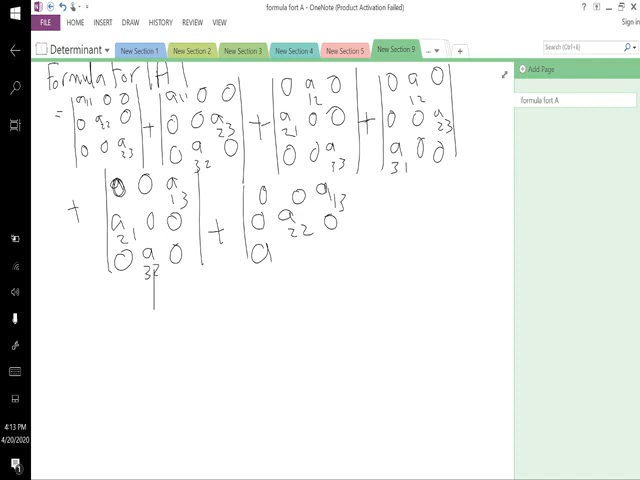 formula fort A - OneNote (Product Activation Failed)
FILE HOME INSERT DRAW HISTORY REVIEW VIEW
Determinant New Section 1 New Section 2 New Section 3 New Section 4 New Section 5 New Section 9 ... + Search (Ctrl+E)
Add Page
formula fort A
Formula for |A|
= | a11 0 0 | + | a11 0 0 | + | 0 a12 0 | + | 0 a12 0 |
| 0 a22 0 | | 0 0 a23 | | a21 0 0 | | 0 0 a23 |
| 0 0 a23 | | 0 a32 0 | | 0 0 a33 | | a31 0 0 |
+ | 0 0 a13 | + | 0 0 a13
| a21 0 0 | | 0 a22 0
| 0 a32 0 | | a
4:13 PM
4/20/2020